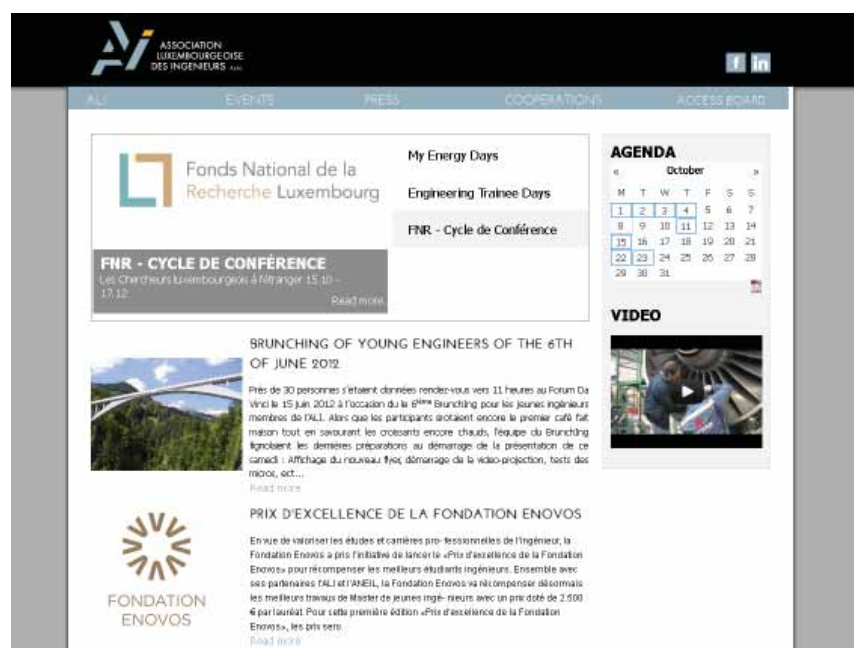 ASSOCIATION
LUXEMBOURGEOISE
DES INGENIEURS
f in
ALI EVENTS PRESS COOPERATIONS ACCESS BOARD
Fonds National de la
Recherche Luxembourg
My Energy Days
Engineering Trainee Days
FNR - Cycle de Conférence
FNR - CYCLE DE CONFÉRENCE
Les Chercheurs luxembourgeois à l'étranger 15.10 –
17.12
Read more
AGENDA
« October »
M T W T F S S
1 2 3 4 5 6 7
8 9 10 11 12 13 14
15 16 17 18 19 20 21
22 23 24 25 26 27 28
29 30 31
VIDEO
BRUNCHING OF YOUNG ENGINEERS OF THE 6TH
OF JUNE 2012
Près de 30 personnes s'étaient données rendez-vous vers 11 heures au Forum Da
Vinci le 15 juin 2012 à l'occasion du le 6ième Brunch1ng pour les jeunes ingénieurs
membres de l'ALI. Alors que les participants sirotaient encore le premier café fait
maison tout en savourant les croissants encore chauds, l'équipe du Brunch1ng
fignolaient les dernières préparations au démarrage de la présentation de ce
samedi : Affichage du nouveau flyer, démarrage de la video-projection, tests des
micros, ect...
Read more
PRIX D'EXCELLENCE DE LA FONDATION ENOVOS
En vue de valoriser les études et carrières pro- fessionnelles de l'Ingénieur, la
Fondation Enovos a pris l'initiative de lancer le «Prix d'excellence de la Fondation
Enovos» pour récompenser les meilleurs étudiants ingénieurs. Ensemble avec
ses partenaires l'ALI et l'ANEIL, la Fondation Enovos va récompenser désormais
les meilleurs travaux de Master de jeunes ingé- nieurs avec un prix doté de 2.500
€ par lauréat. Pour cette première édition «Prix d'excellence de la Fondation
Enovos», les prix sero
Read more
FONDATION
ENOVOS